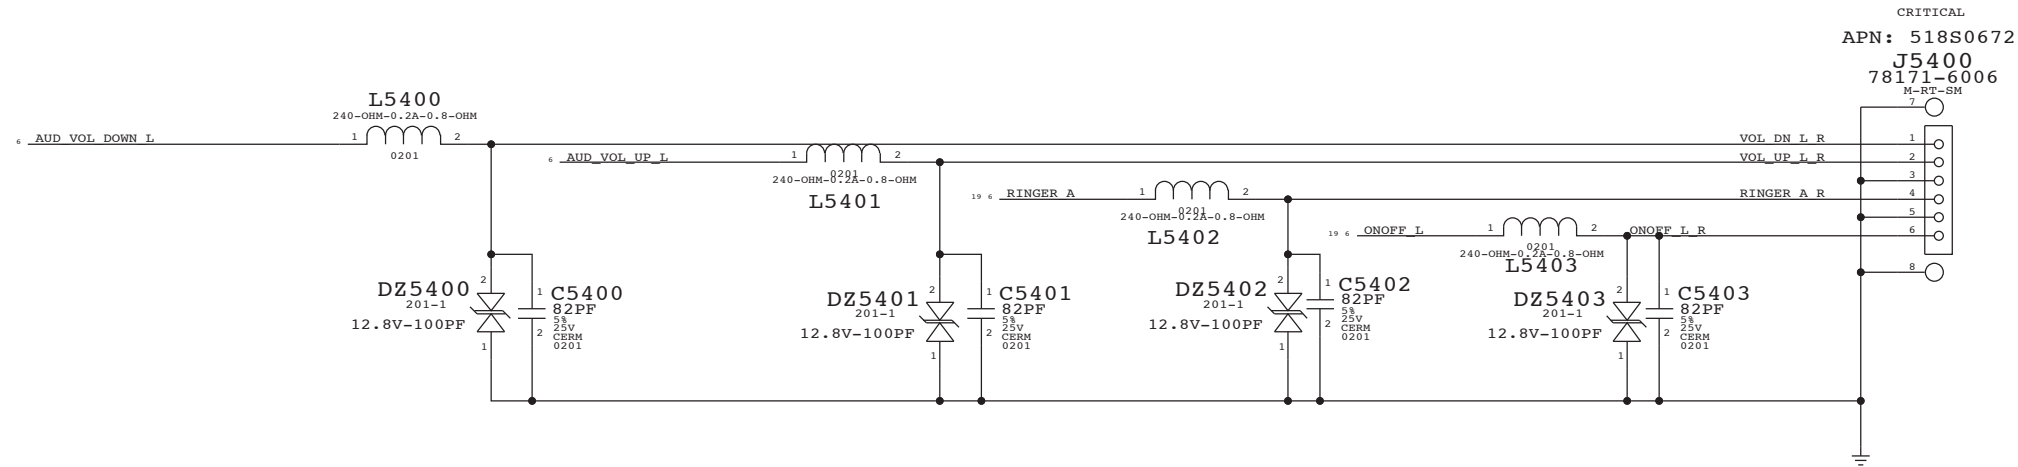 CRITICAL
APN: 518S0672
J5400
78171-6006
M-RT-SM
7
L5400
240-OHM-0.2A-0.8-OHM
6 AUD_VOL_DOWN_L 1 2 VOL_DN_L_R 1
0201
6 AUD_VOL_UP_L 1 2 VOL_UP_L_R 2
0201
240-OHM-0.2A-0.8-OHM
L5401
3
19 6 RINGER_A 1 2 RINGER_A_R 4
0201
240-OHM-0.2A-0.8-OHM
L5402
5
19 6 ONOFF_L 1 2 ONOFF_L_R 6
0201
240-OHM-0.2A-0.8-OHM
L5403
8
2
DZ5400
201-1
12.8V-100PF
1
1
C5400
82PF
5%
25V
CERM
0201
2
2
DZ5401
201-1
12.8V-100PF
1
1
C5401
82PF
5%
25V
CERM
0201
2
2
DZ5402
201-1
12.8V-100PF
1
1
C5402
82PF
5%
25V
CERM
0201
2
2
DZ5403
201-1
12.8V-100PF
1
1
C5403
82PF
5%
25V
CERM
0201
2